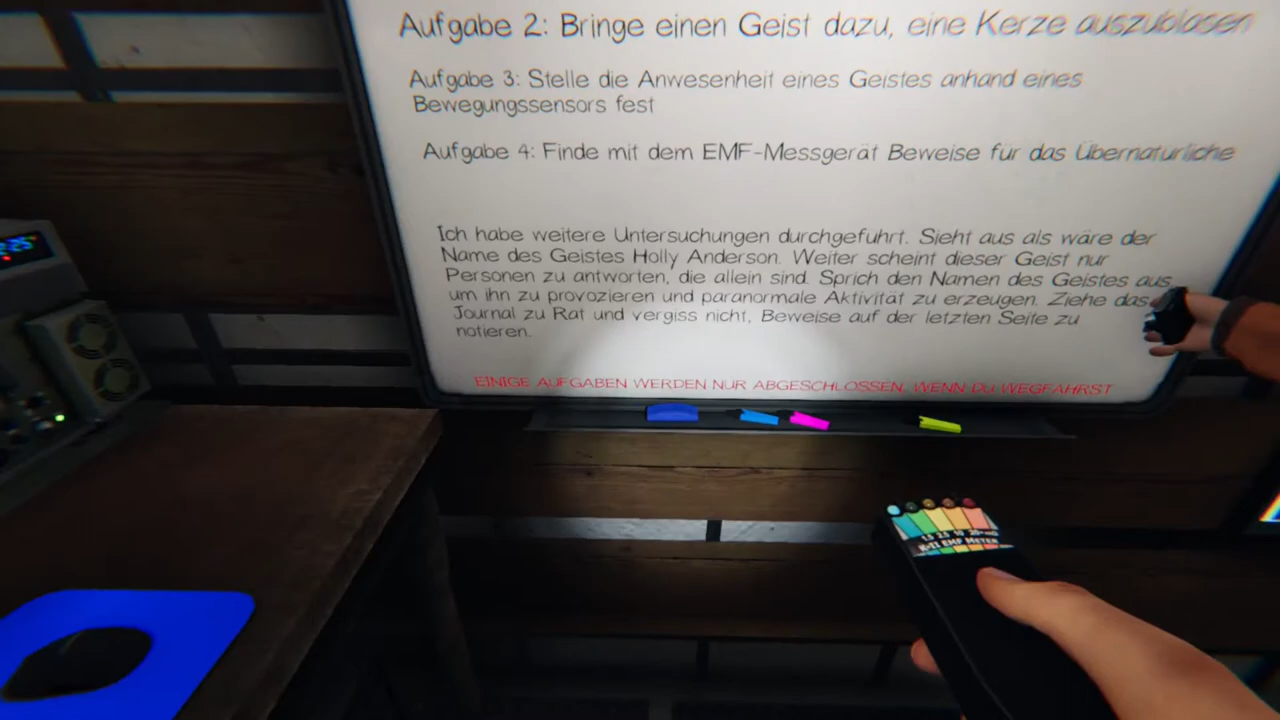 Aufgabe 2: Bringe einen Geist dazu, eine Kerze auszublasen
Aufgabe 3: Stelle die Anwesenheit eines Geistes anhand eines
Bewegungssensors fest
Aufgabe 4: Finde mit dem EMF-Messgerät Beweise für das Übernaturliche
Ich habe weitere Untersuchungen durchgefuhrt. Sieht aus als wäre der
Name des Geistes Holly Anderson. Weiter scheint dieser Geist nur
Personen zu antworten, die allein sind. Sprich den Namen des Geistes aus,
um ihn zu provozieren und paranormale Aktivität zu erzeugen. Ziehe das
Journal zu Rat und vergiss nicht, Beweise auf der letzten Seite zu
notieren.
EINIGE AUFGABEN WERDEN NUR ABGESCHLOSSEN, WENN DU WEGFAHRST
K-II EMF METER